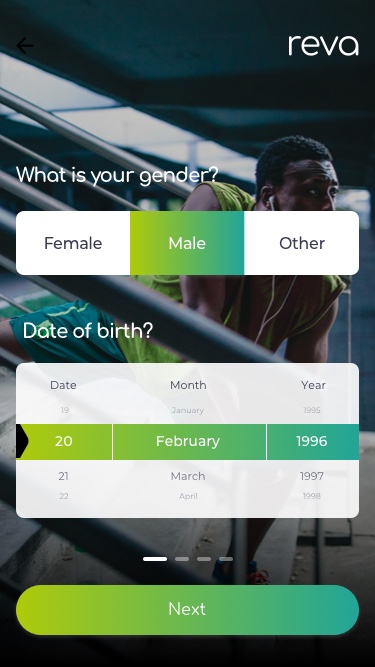 reva
What is your gender?
Female Male Other
Date of birth?
Date Month Year
19 January 1995
20 February 1996
21 March 1997
22 April 1998
Next